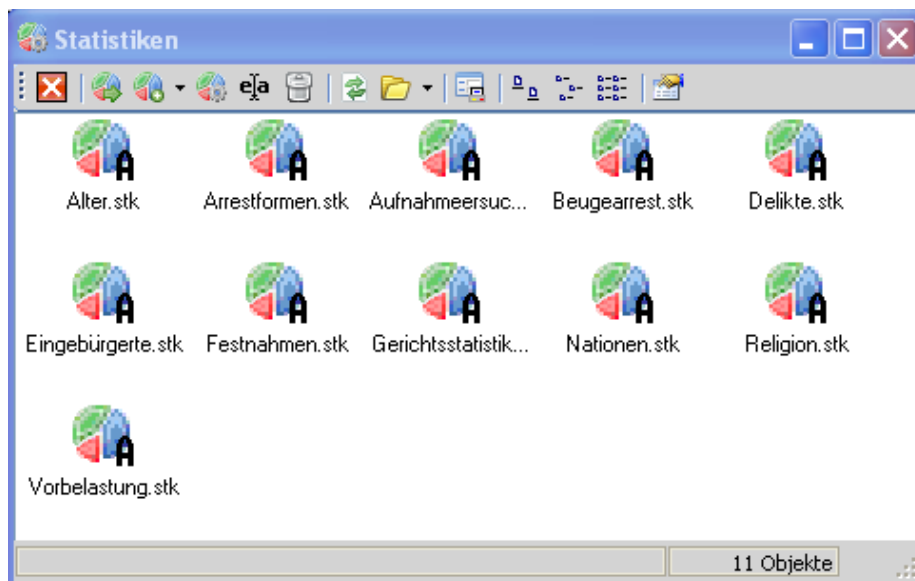 Statistiken
eja
Alter.stk Arrestformen.stk Aufnahmeersuc... Beugearrest.stk Delikte.stk
Eingebürgerte.stk Festnahmen.stk Gerichtsstatistik... Nationen.stk Religion.stk
Vorbelastung.stk
11 Objekte